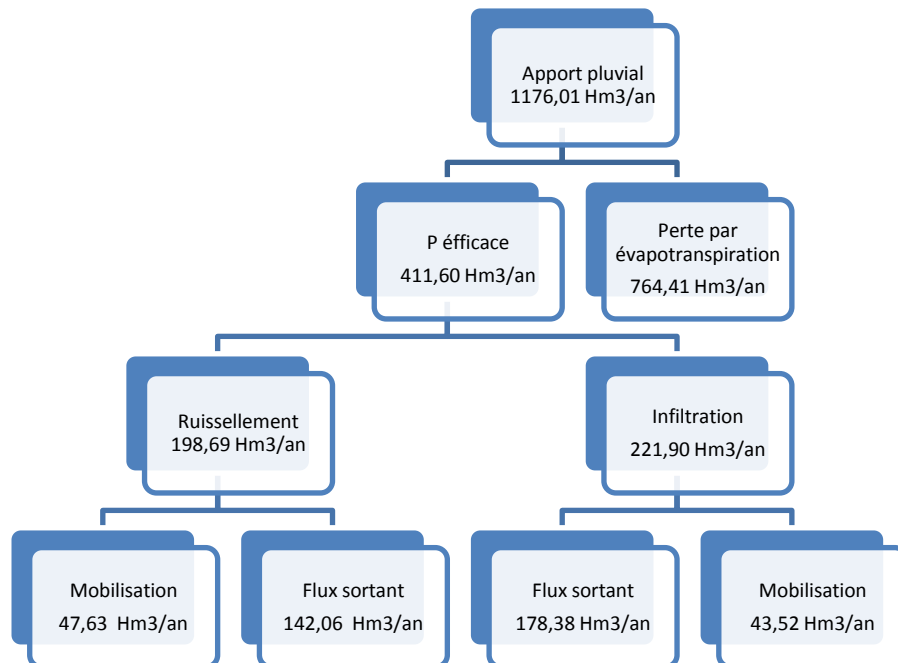 Apport pluvial
1176,01 Hm3/an
P éfficace
411,60 Hm3/an
Perte par
évapotranspiration
764,41 Hm3/an
Ruissellement
198,69 Hm3/an
Infiltration
221,90 Hm3/an
Mobilisation
47,63 Hm3/an
Flux sortant
142,06 Hm3/an
Flux sortant
178,38 Hm3/an
Mobilisation
43,52 Hm3/an